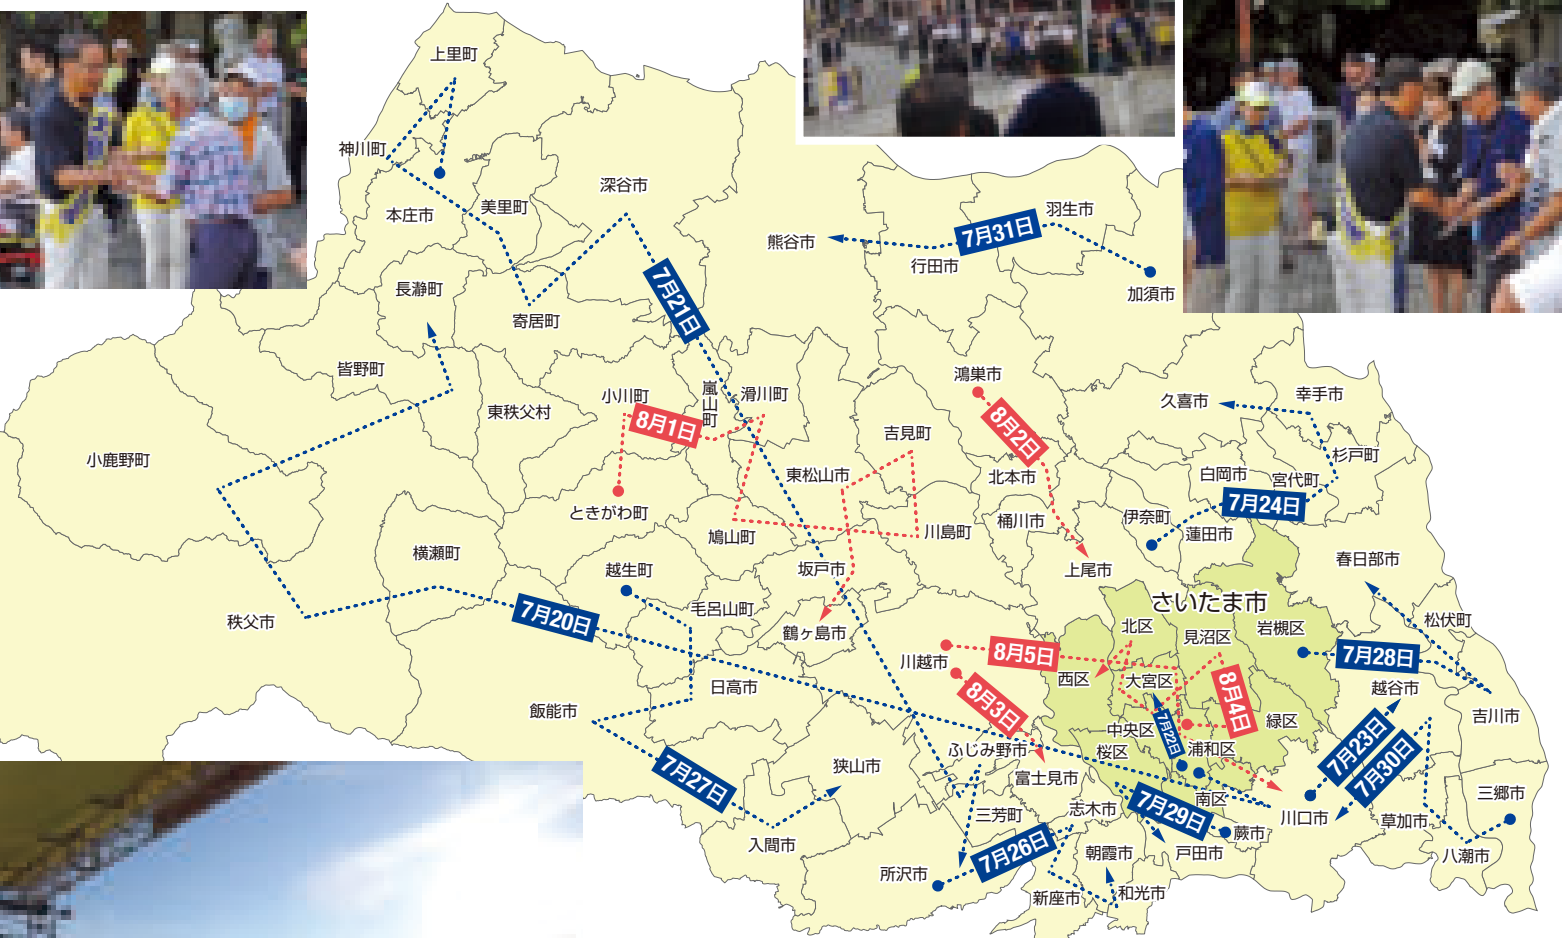 上里町
神川町
本庄市
美里町
深谷市
熊谷市
行田市
7月31日
羽生市
加須市
長瀞町
寄居町
7月21日
皆野町
東秩父村
小川町
8月1日
嵐山町
滑川町
鴻巣市
8月2日
吉見町
久喜市
幸手市
杉戸町
小鹿野町
東松山市
北本市
白岡市
宮代町
7月24日
ときがわ町
鳩山町
川島町
桶川市
伊奈町
蓮田市
横瀬町
越生町
坂戸市
上尾市
春日部市
秩父市
7月20日
毛呂山町
鶴ヶ島市
さいたま市
北区
見沼区
岩槻区
松伏町
川越市
8月5日
西区
大宮区
8月4日
7月28日
越谷市
日高市
飯能市
8月3日
中央区
7月22日
緑区
吉川市
桜区
浦和区
7月23日
7月30日
ふじみ野市
富士見市
7月27日
狭山市
南区
三郷市
三芳町
志木市
7月29日
川口市
草加市
入間市
7月26日
蕨市
朝霞市
戸田市
八潮市
所沢市
新座市
和光市